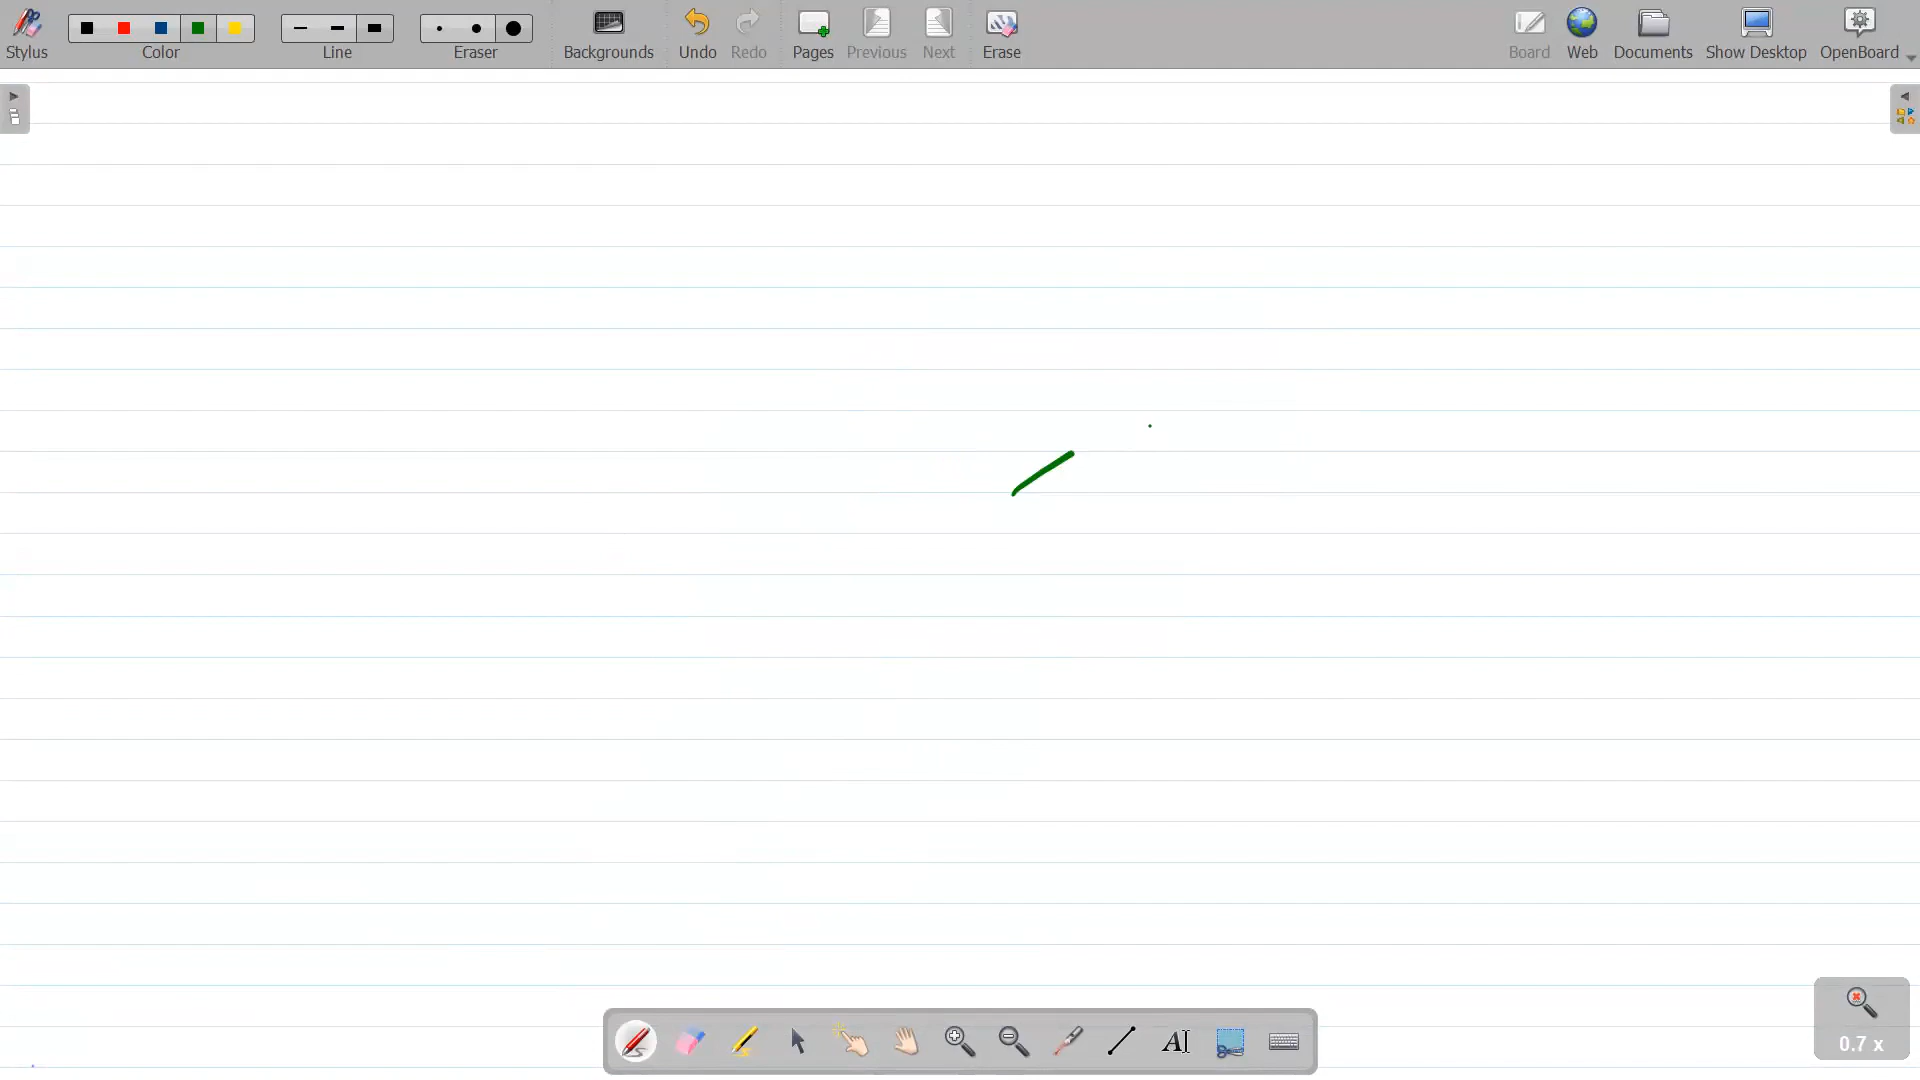 Stylus Color Line Eraser Backgrounds Undo Redo Pages Previous Next Erase Board Web Documents Show Desktop OpenBoard
AI
0.7 x